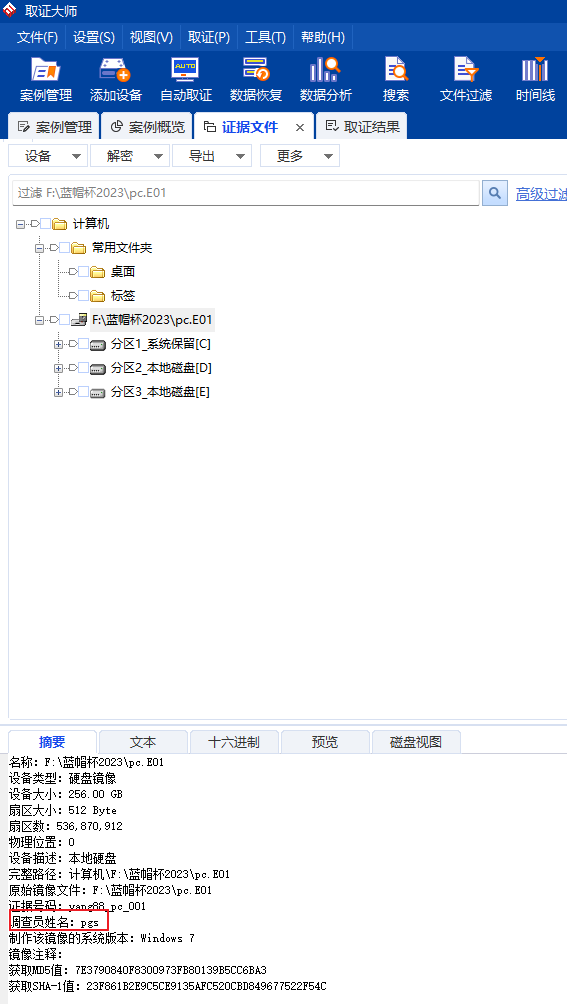 取证大师
文件(F) 设置(S) 视图(V) 取证(P) 工具(T) 帮助(H)
案例管理 添加设备 自动取证 数据恢复 数据分析 搜索 文件过滤 时间线
案例管理 案例概览 证据文件 × 取证结果
设备 解密 导出 更多
过滤 F:\蓝帽杯2023\pc.E01 高级过滤
计算机
常用文件夹
桌面
标签
F:\蓝帽杯2023\pc.E01
分区1_系统保留[C]
分区2_本地磁盘[D]
分区3_本地磁盘[E]
摘要 文本 十六进制 预览 磁盘视图
名称: F:\蓝帽杯2023\pc.E01
设备类型: 硬盘镜像
设备大小: 256.00 GB
扇区大小: 512 Byte
扇区数: 536,870,912
物理位置: 0
设备描述: 本地硬盘
完整路径: 计算机\F:\蓝帽杯2023\pc.E01
原始镜像文件: F:\蓝帽杯2023\pc.E01
证据号码: yang88_pc_001
调查员姓名: pgs
制作该镜像的系统版本: Windows 7
镜像注释:
获取MD5值: 7E3790840F8300973FB80139B5CC6BA3
获取SHA-1值: 23F861B2E9C5CE9135AFC520CBD849677522F54C